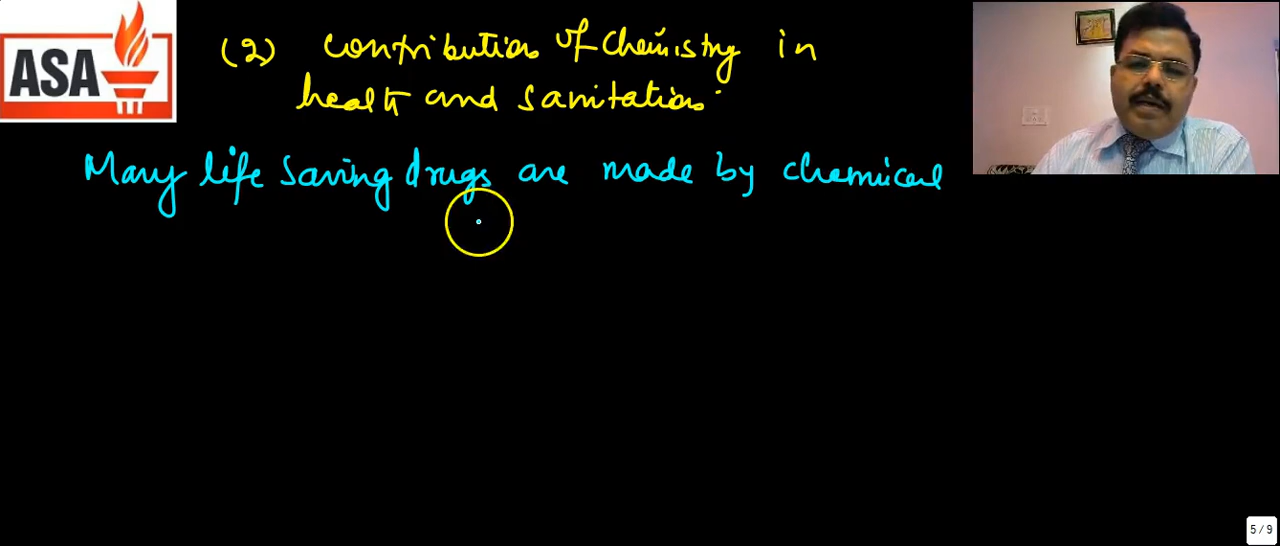 ASA
(2) Contribution of Chemistry in
health and Sanitation
Many life saving drugs are made by chemical
5/9